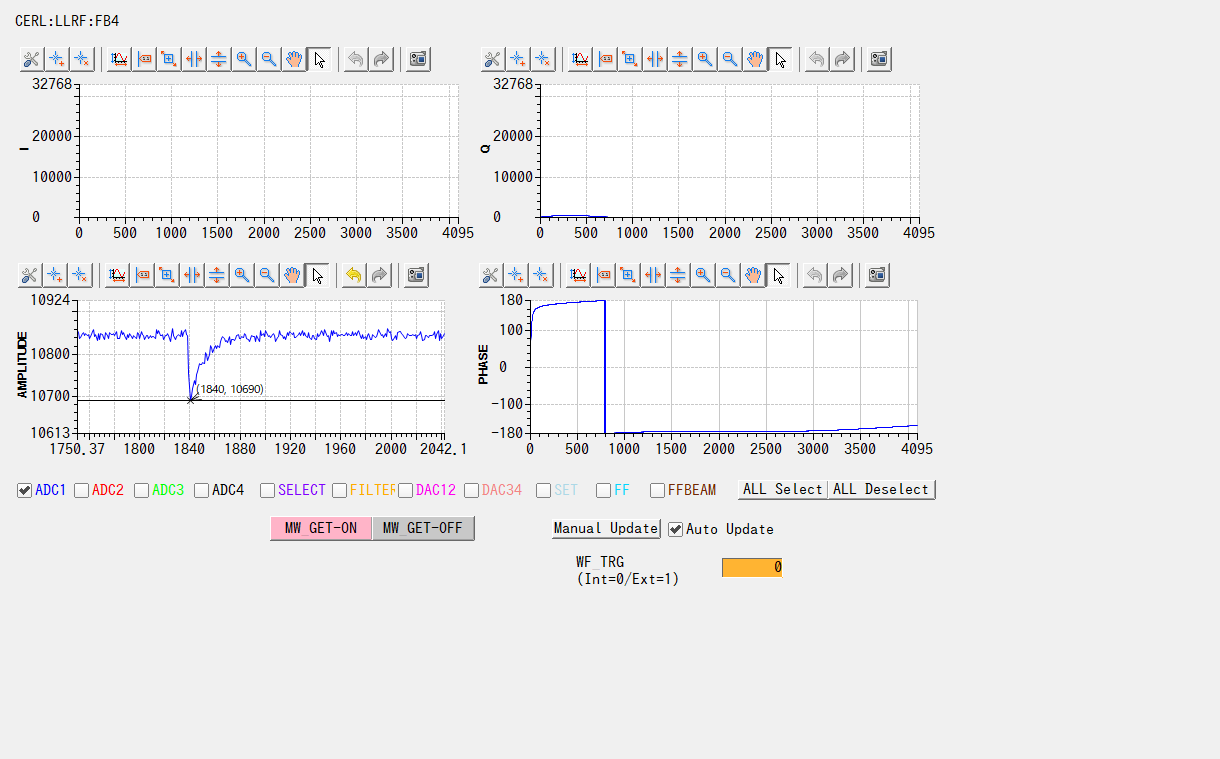 CERL:LLRF:FB4
32768
20000
10000
0
I
0 500 1000 1500 2000 2500 3000 3500 4095
32768
20000
10000
0
Q
0 500 1000 1500 2000 2500 3000 3500 4095
10924
10800
10700
10613
AMPLITUDE
(1840, 10690)
1750.37 1800 1840 1880 1920 1960 2000 2042.1
180
100
0
-100
-180
PHASE
0 500 1000 1500 2000 2500 3000 3500 4095
ADC1 ADC2 ADC3 ADC4 SELECT FILTER DAC12 DAC34 SET FF FFBEAM ALL Select ALL Deselect
MW_GET-ON MW_GET-OFF Manual Update Auto Update
WF_TRG
(Int=0/Ext=1)
0